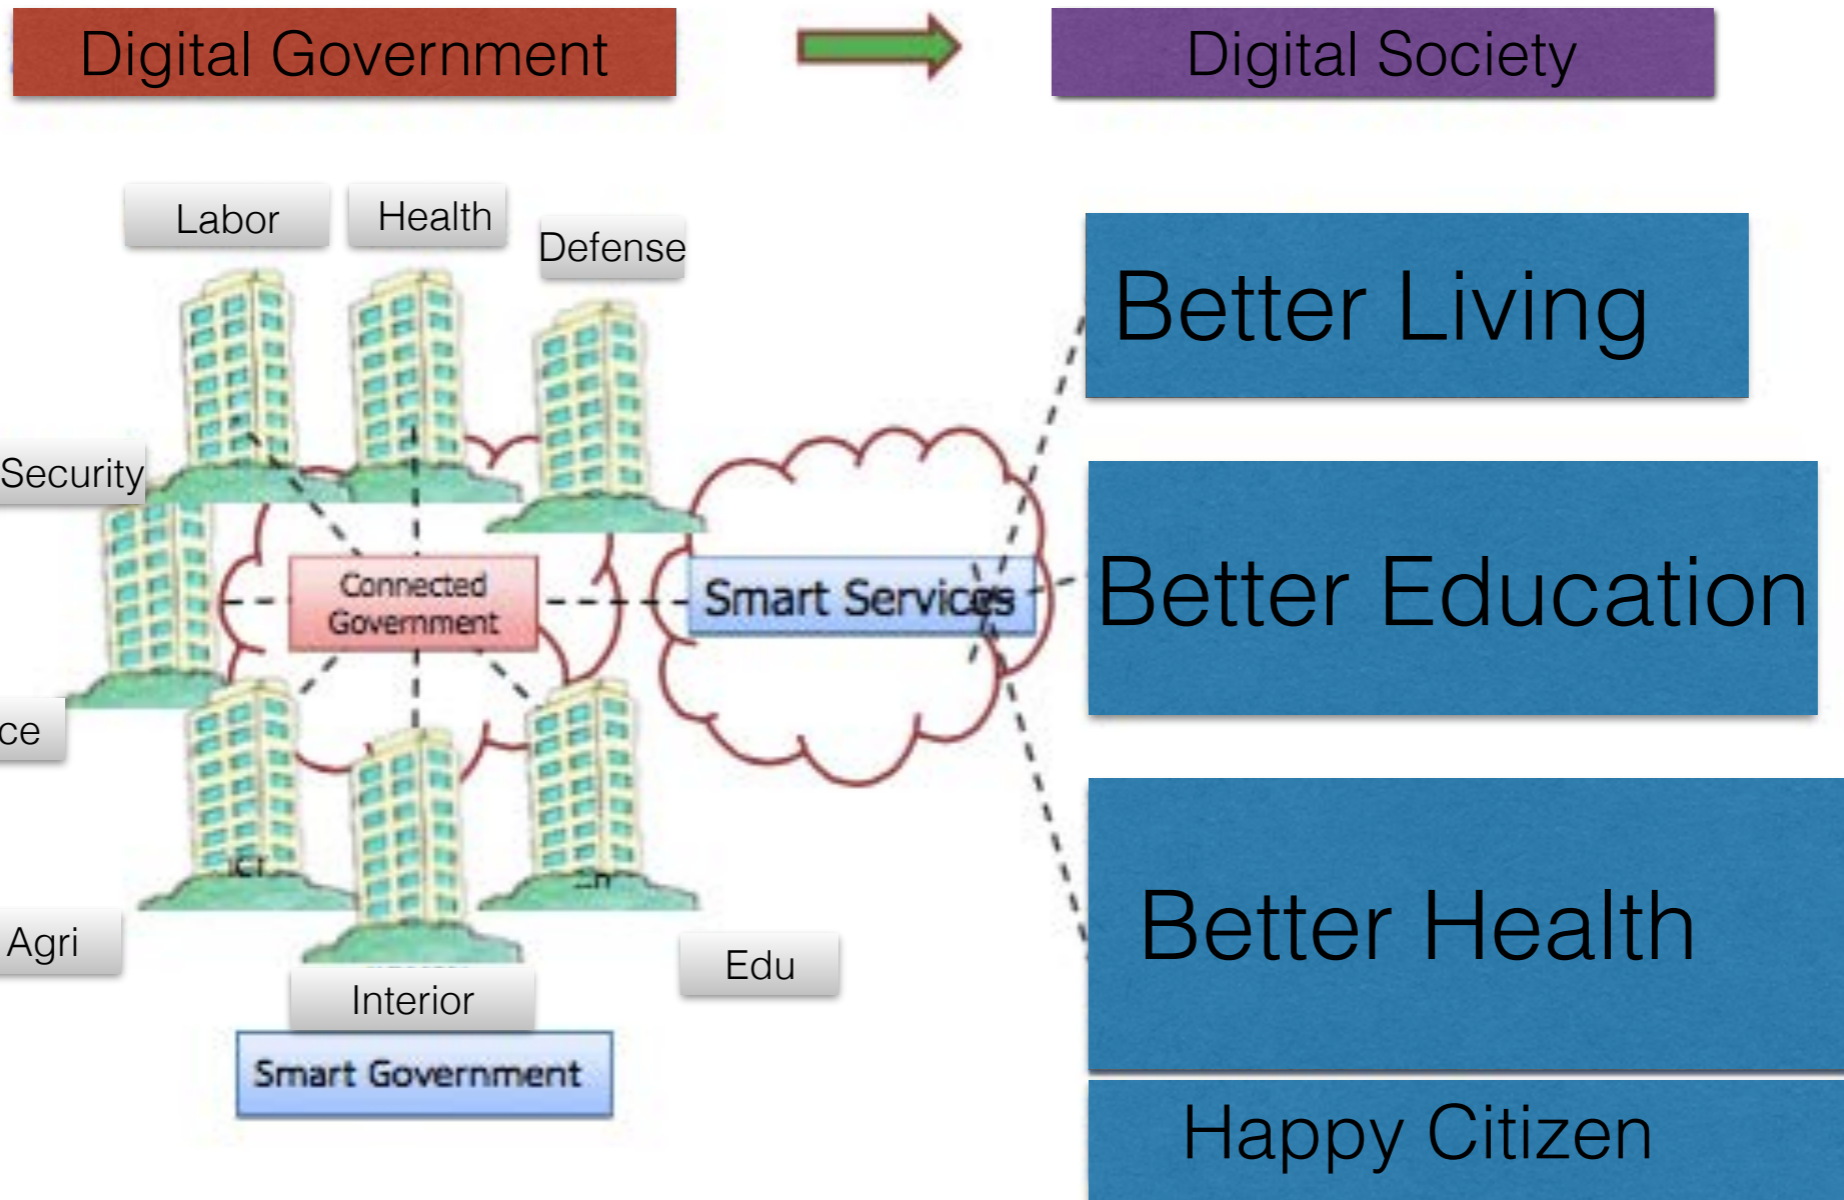 Digital Government
Digital Society
Labor
Health
Defense
Better Living
Security
Better Education
Connected
Government
Smart Services
ce
Better Health
Agri
Edu
Interior
Smart Government
Happy Citizen